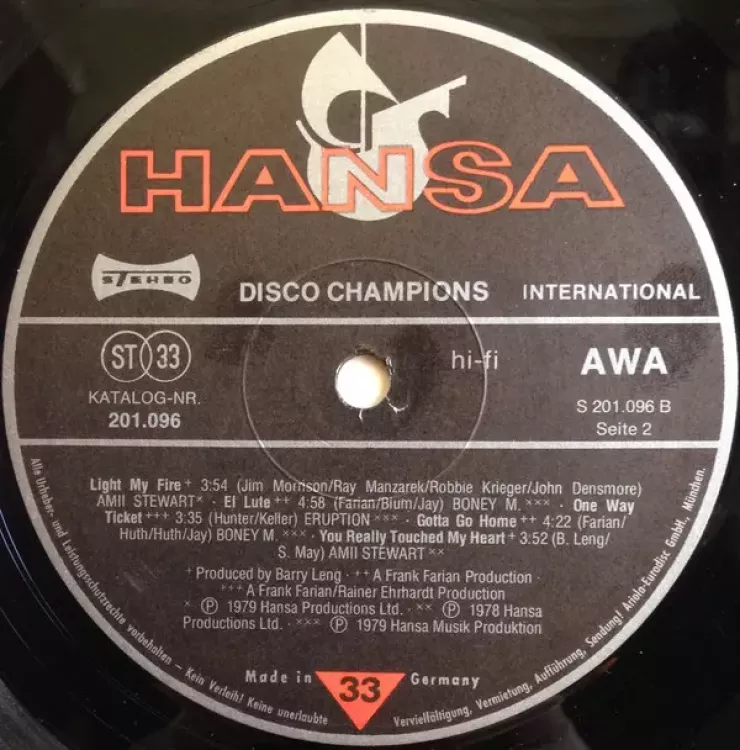 HANSA
STEREO
DISCO CHAMPIONS
INTERNATIONAL
ST 33
hi-fi
AWA
KATALOG-NR.
201.096
S 201.096 B
Seite 2
Light My Fire + 3:54 (Jim Morrison/Ray Manzarek/Robbie Krieger/John Densmore)
AMII STEWART× · El Lute ++ 4:58 (Farian/Blum/Jay) BONEY M. ××× · One Way
Ticket +++ 3:35 (Hunter/Keller) ERUPTION ××× · Gotta Go Home ++ 4:22 (Farian/
Huth/Huth/Jay) BONEY M. ××× · You Really Touched My Heart + 3:52 (B. Leng/
S. May) AMII STEWART ××
+ Produced by Barry Leng · ++ A Frank Farian Production ·
+++ A Frank Farian/Rainer Ehrhardt Production
× Ⓟ 1979 Hansa Productions Ltd. · ×× Ⓟ 1978 Hansa
Productions Ltd. · ××× Ⓟ 1979 Hansa Musik Produktion
Made in 33 Germany
Alle Urheber- und Leistungsschutzrechte vorbehalten – Kein Verleih! Keine unerlaubte Vervielfältigung, Vermietung, Aufführung, Sendung! Ariola-Eurodisc GmbH, München.